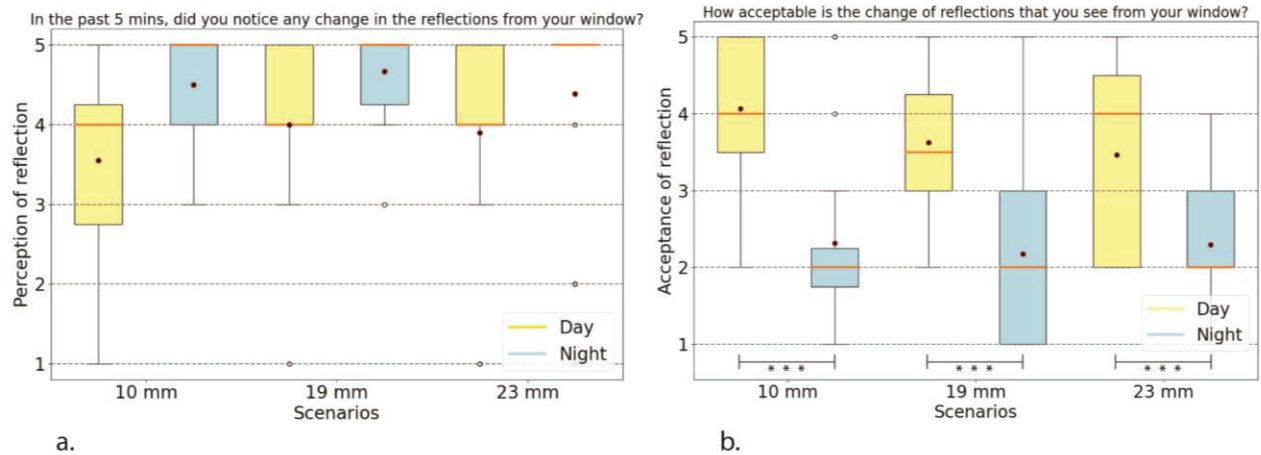 In the past 5 mins, did you notice any change in the reflections from your window?
5
4
3
2
1
Perception of reflection
Day
Night
10 mm
19 mm
23 mm
Scenarios
a.
How acceptable is the change of reflections that you see from your window?
5
4
3
2
1
Acceptance of reflection
Day
Night
* * *
* * *
* * *
10 mm
19 mm
23 mm
Scenarios
b.